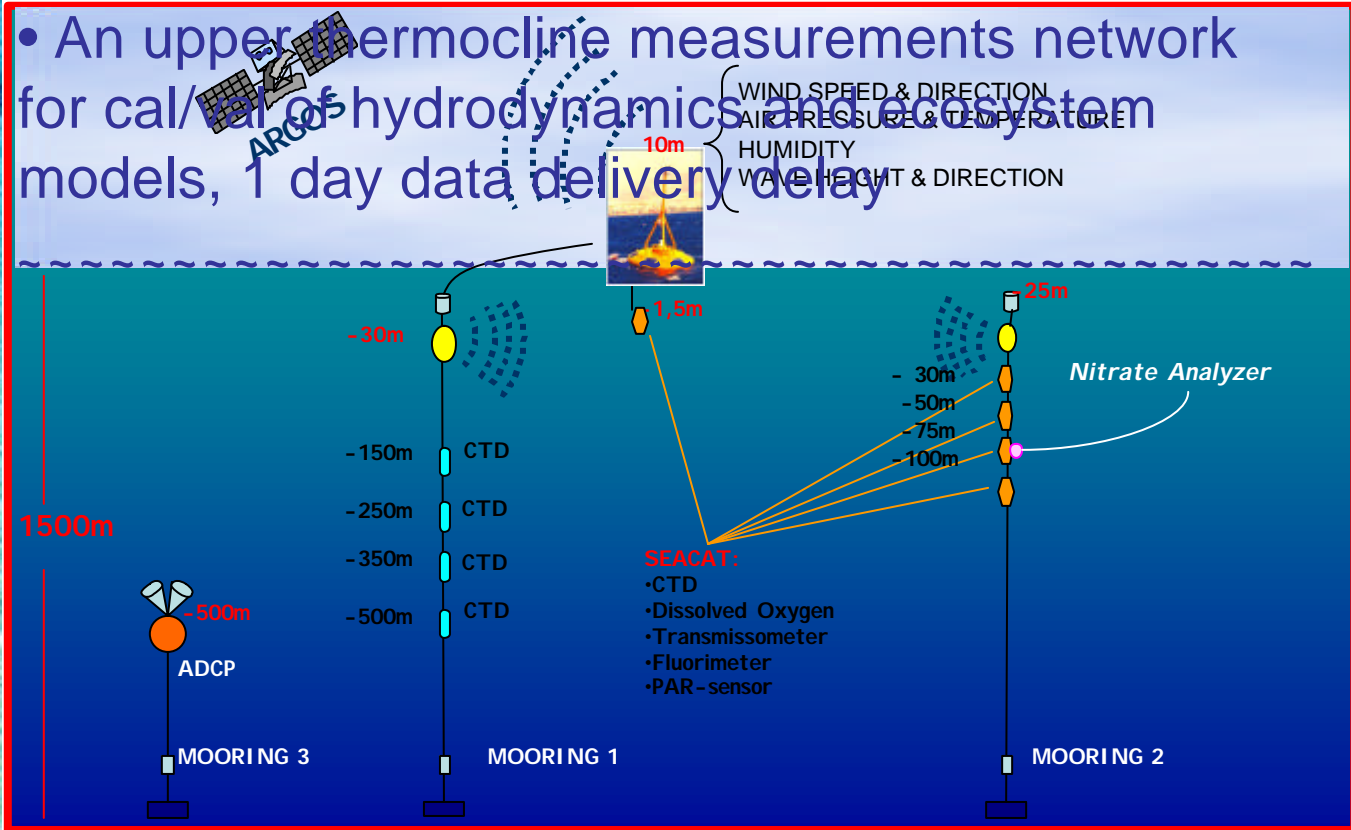 • An upper thermocline measurements network
for cal/val of hydrodynamics and ecosystem
models, 1 day data delivery delay
ARGOS
WIND SPEED & DIRECTION
AIR PRESSURE & TEMPERATURE
HUMIDITY
WAVE HEIGHT & DIRECTION
10m
~ ~ ~ ~ ~ ~ ~ ~ ~ ~ ~ ~ ~ ~ ~ ~ ~ ~ ~ ~ ~ ~ ~ ~ ~ ~ ~ ~ ~ ~ ~ ~ ~ ~ ~ ~ ~ ~ ~ ~ ~ ~ ~
-1,5m
-25m
-30m
- 30m
-50m
-75m
-100m
Nitrate Analyzer
-150m CTD
-250m CTD
-350m CTD
-500m CTD
1500m
-500m
ADCP
SEACAT:
•CTD
•Dissolved Oxygen
•Transmissometer
•Fluorimeter
•PAR-sensor
MOORING 3
MOORING 1
MOORING 2